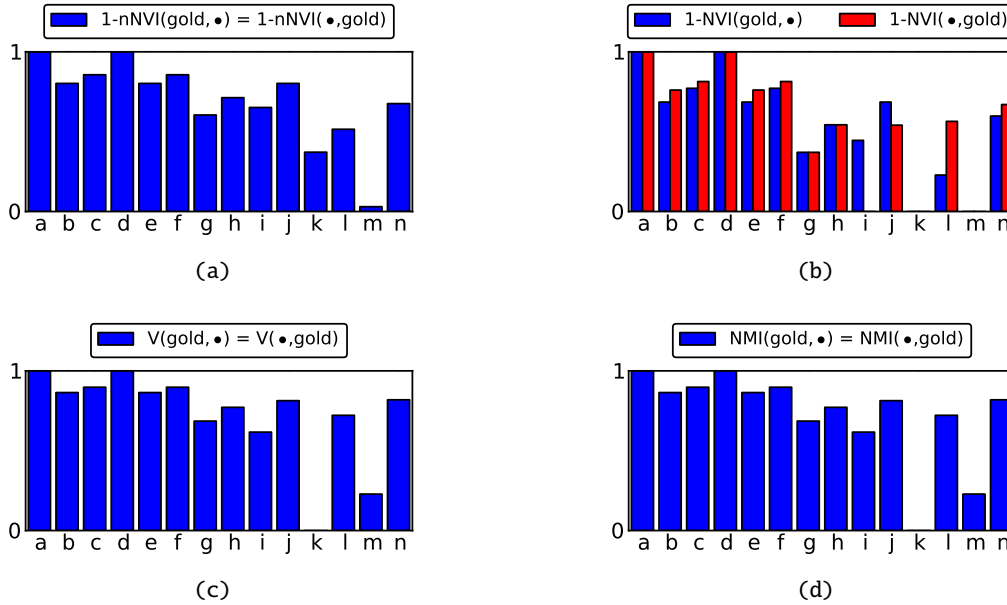 1-nNVI(gold,•) = 1-nNVI(•,gold)
1
0
a b c d e f g h i j k l m n
(a)
1-NVI(gold,•) 1-NVI(•,gold)
1
0
a b c d e f g h i j k l m n
(b)
V(gold,•) = V(•,gold)
1
0
a b c d e f g h i j k l m n
(c)
NMI(gold,•) = NMI(•,gold)
1
0
a b c d e f g h i j k l m n
(d)